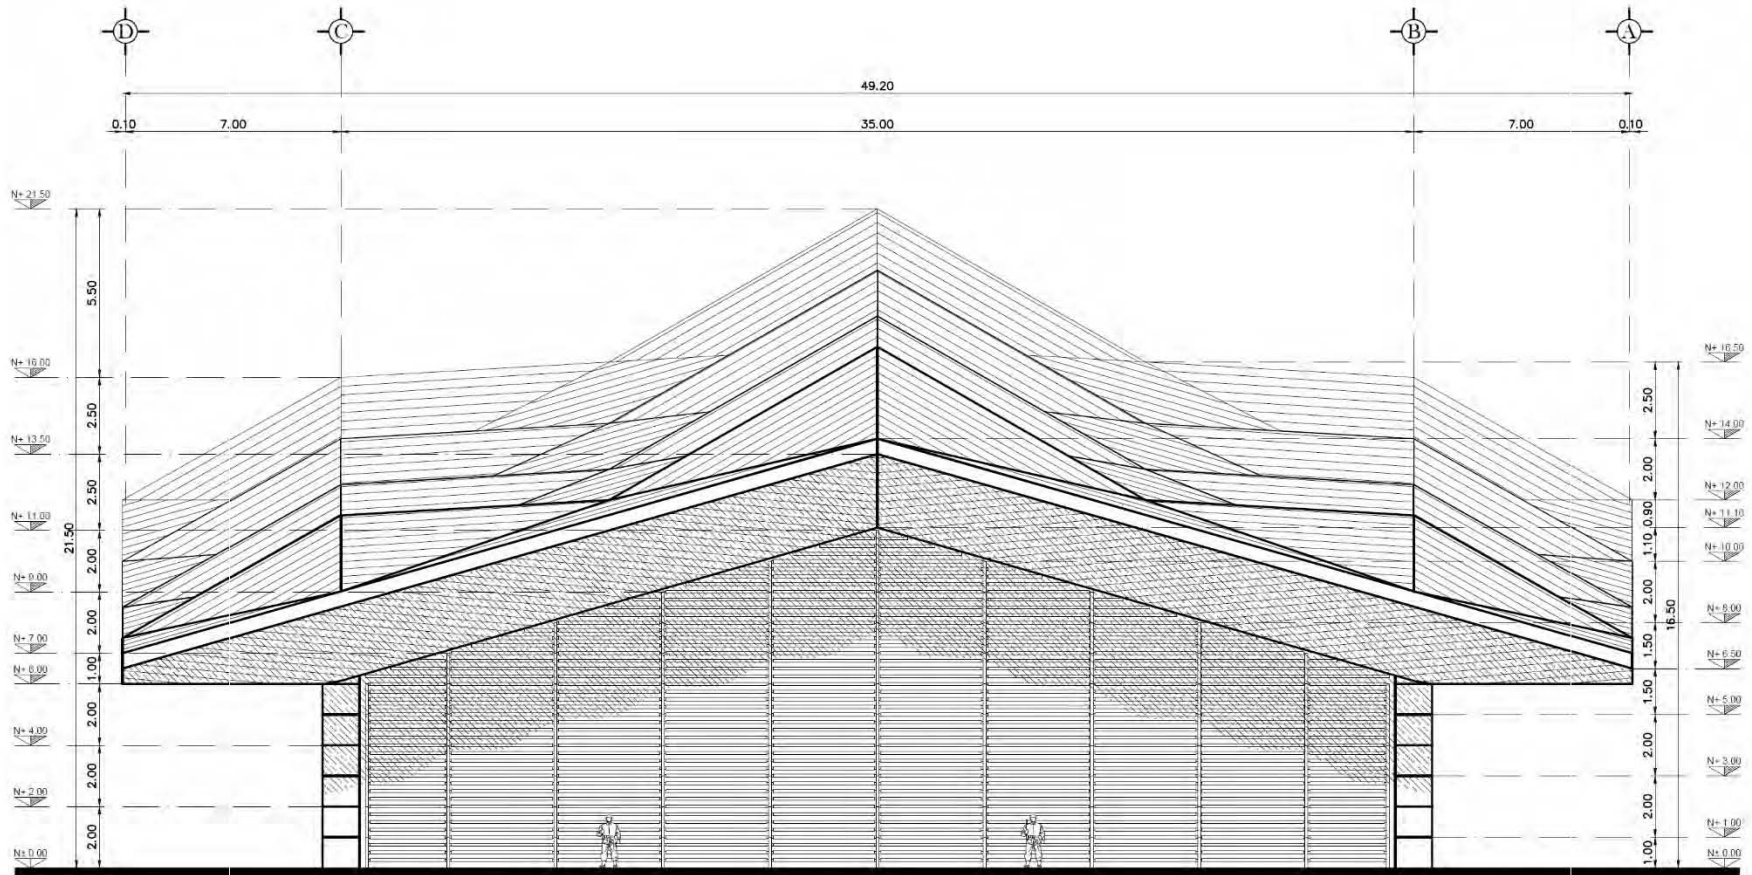 D C B A
49.20
0.10 7.00 35.00 7.00 0.10
N+ 21.50
5.50
N+ 16.00
N+ 16.50
2.50
2.50
N+ 13.50
N+ 14.00
2.50
2.00
N+ 12.00
N+ 11.00
0.90
N+ 11.10
21.50
2.00
1.10
N+ 10.00
N+ 9.00
2.00
16.50
2.00
N+ 8.00
N+ 7.00
1.50
1.00
N+ 6.50
N+ 6.00
1.50
2.00
N+ 5.00
N+ 4.00
2.00
2.00
N+ 3.00
N+ 2.00
2.00
2.00
N+ 1.00
1.00
N± 0.00
N± 0.00